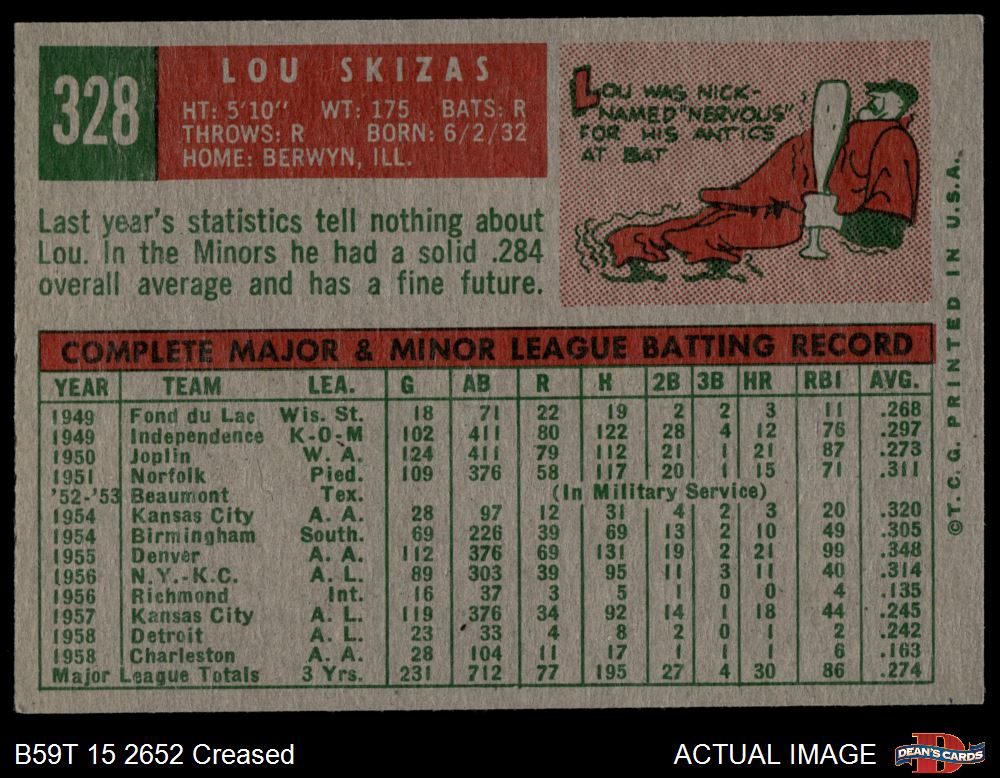 328
LOU SKIZAS
HT: 5'10" WT: 175 BATS: R
THROWS: R BORN: 6/2/32
HOME: BERWYN, ILL.
LOU WAS NICK-
NAMED "NERVOUS"
FOR HIS ANTICS
AT BAT
Last year's statistics tell nothing about
Lou. In the Minors he had a solid .284
overall average and has a fine future.
COMPLETE MAJOR & MINOR LEAGUE BATTING RECORD
YEAR TEAM LEA. G AB R H 2B 3B HR RBI AVG.
1949 Fond du Lac Wis. St. 18 71 22 19 2 2 3 11 .268
1949 Independence K-O-M 102 411 80 122 28 4 12 76 .297
1950 Joplin W. A. 124 411 79 112 21 1 21 87 .273
1951 Norfolk Pied. 109 376 58 117 20 1 15 71 .311
'52-'53 Beaumont Tex. (In Military Service)
1954 Kansas City A. A. 28 97 12 31 4 2 3 20 .320
1954 Birmingham South. 69 226 39 69 13 2 10 49 .305
1955 Denver A. A. 112 376 69 131 19 2 21 99 .348
1956 N.Y.-K.C. A. L. 89 303 39 95 11 3 11 40 .314
1956 Richmond Int. 16 37 3 5 1 0 0 4 .135
1957 Kansas City A. L. 119 376 34 92 14 1 18 44 .245
1958 Detroit A. L. 23 33 4 8 2 0 1 2 .242
1958 Charleston A. A. 28 104 11 17 1 1 1 6 .163
Major League Totals 3 Yrs. 231 712 77 195 27 4 30 86 .274
©T. C. G. PRINTED IN U.S.A.
B59T 15 2652 Creased
ACTUAL IMAGE
DEAN'S CARDS